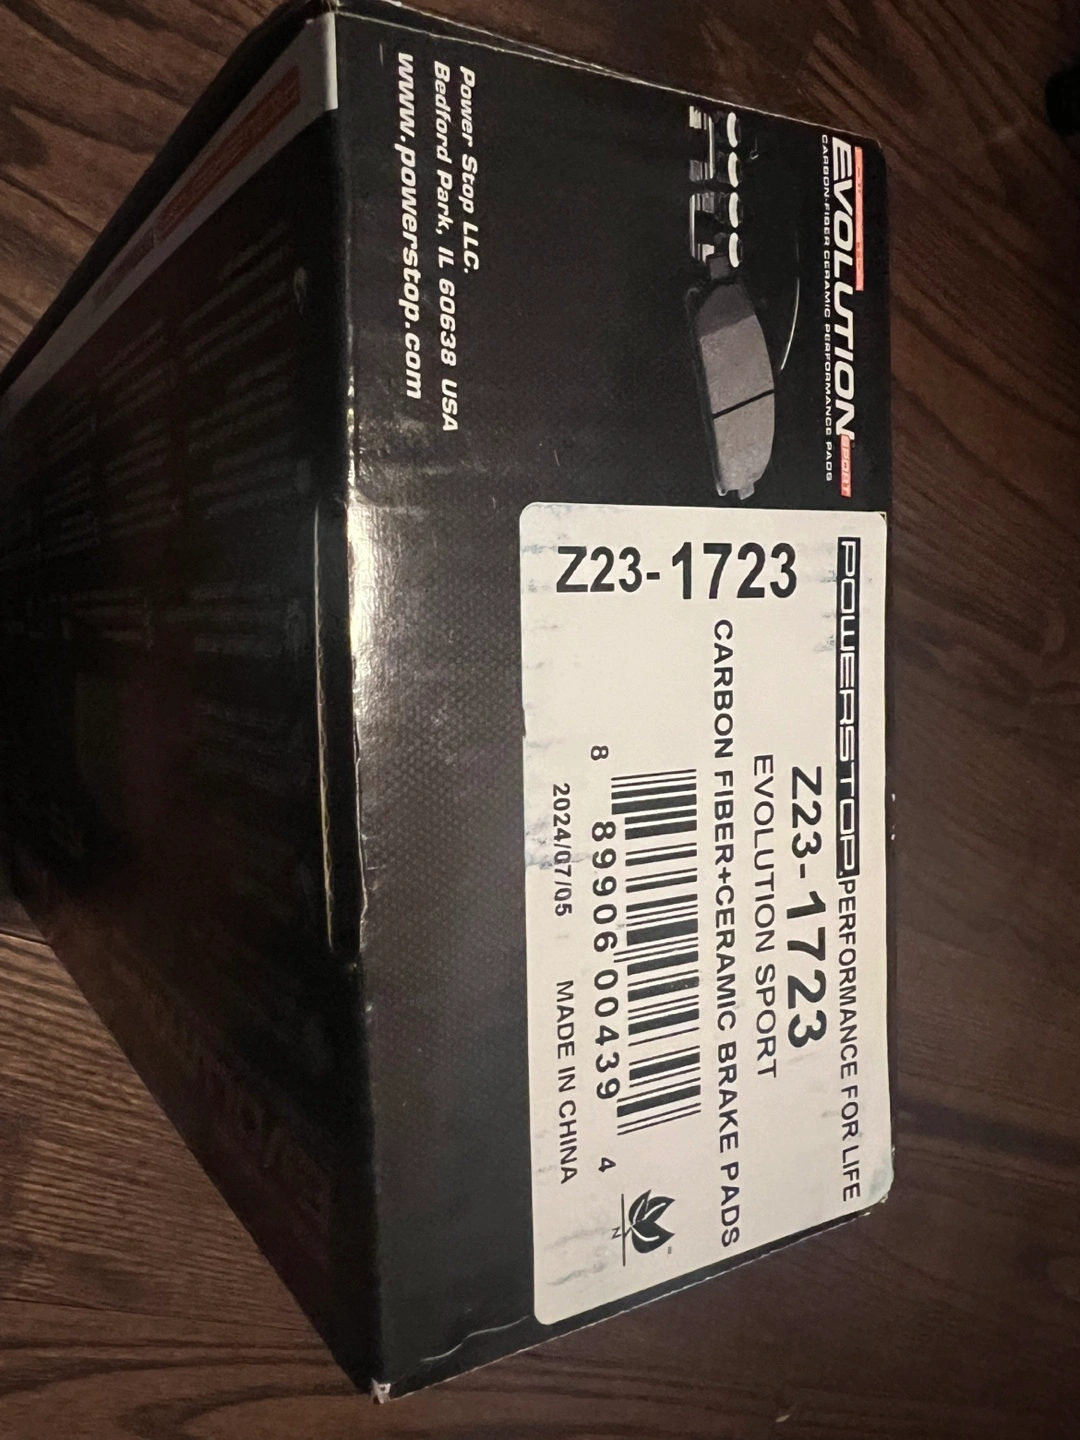 EVOLUTION SPORT
CARBON-FIBER CERAMIC PERFORMANCE PADS
Power Stop LLC.
Bedford Park, IL 60638 USA
www.powerstop.com
POWERSTOP PERFORMANCE FOR LIFE
Z23-1723
Z23-1723
EVOLUTION SPORT
CARBON FIBER+CERAMIC BRAKE PADS
8 89906 00439 4
2024/07/05 MADE IN CHINA
N